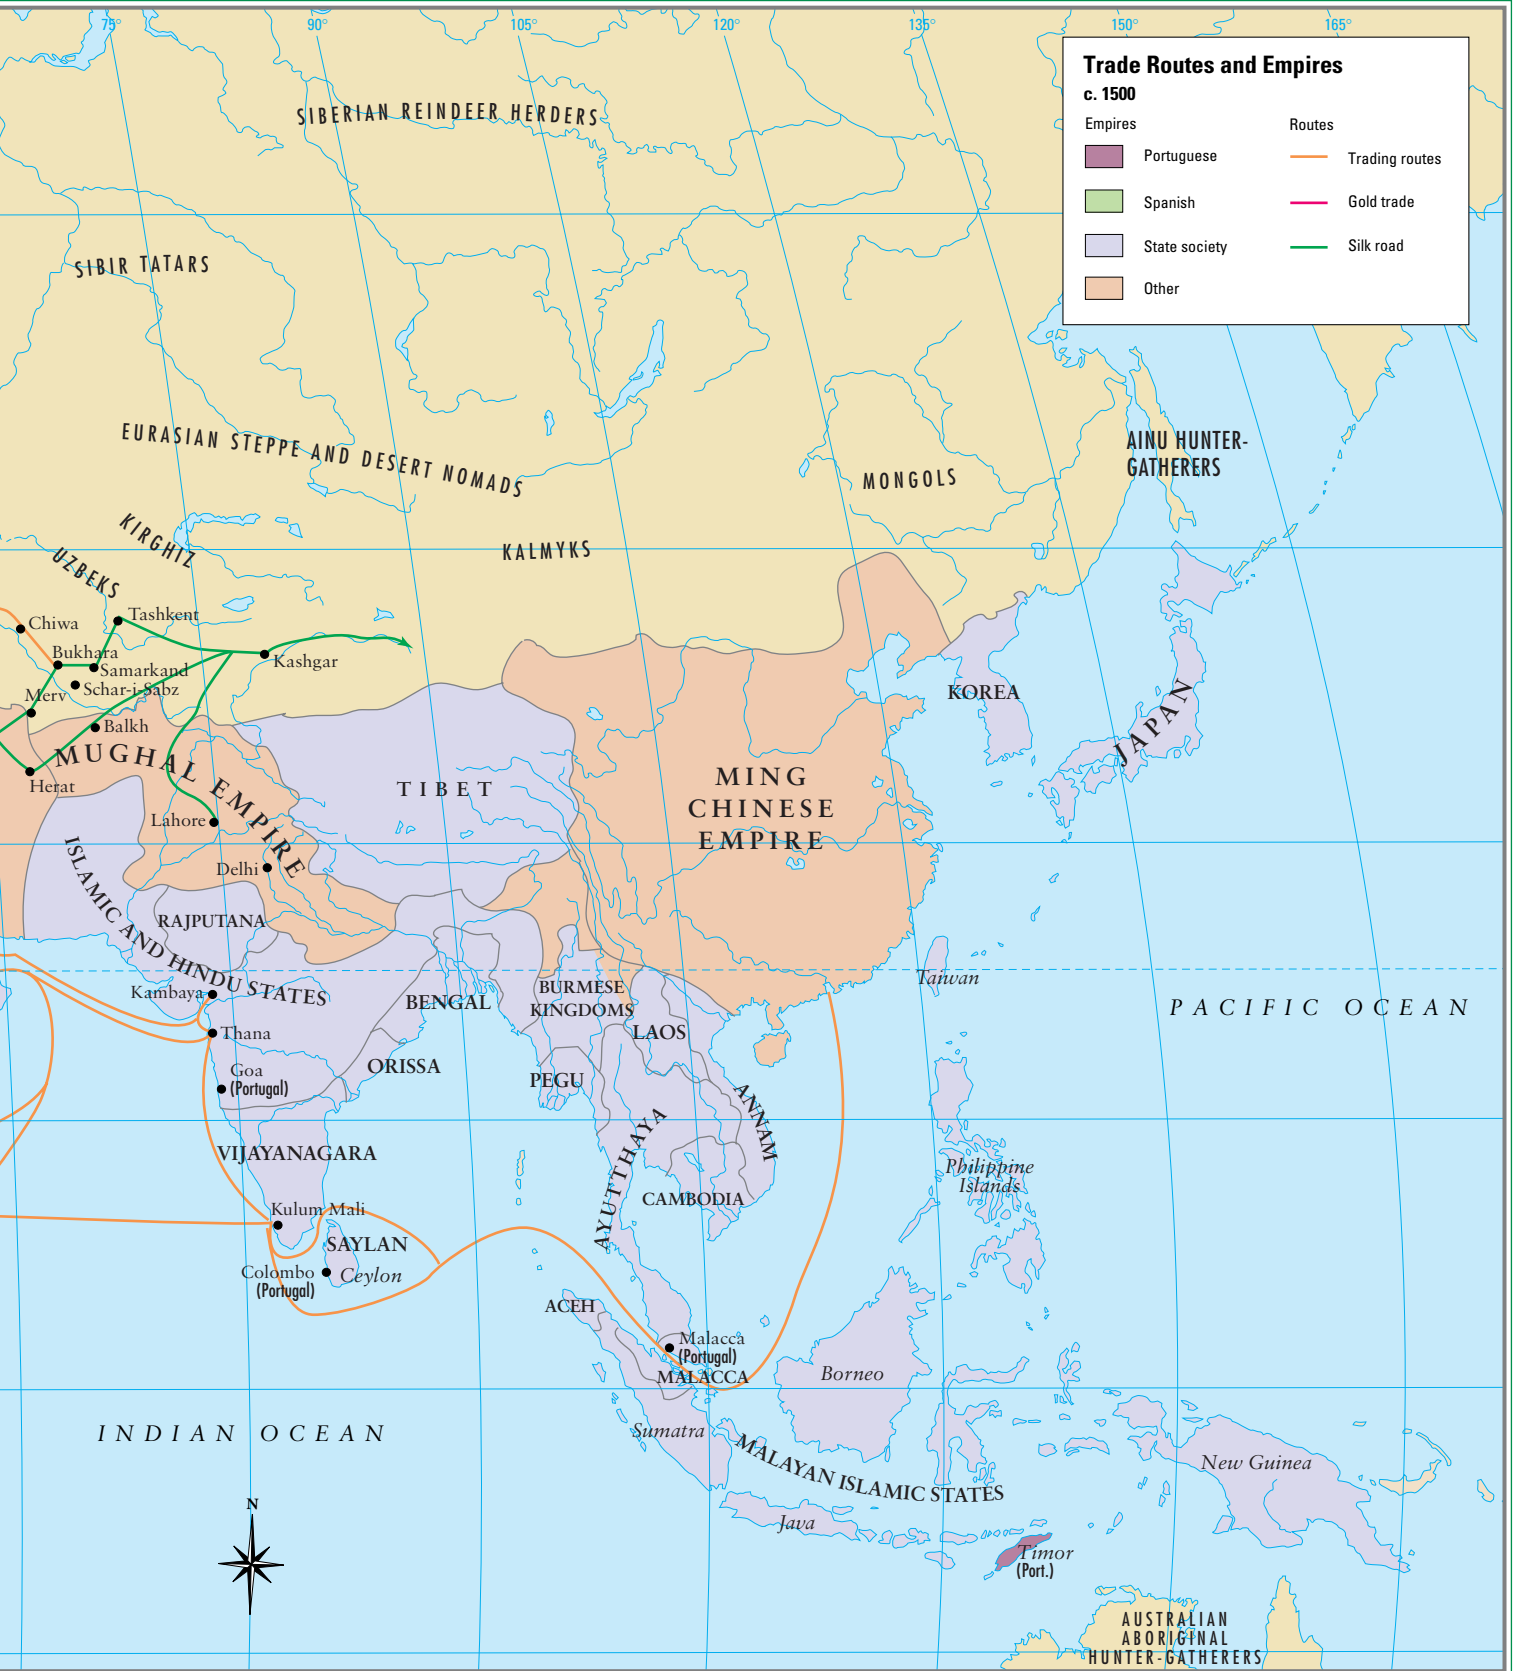 75°
90°
105°
120°
135°
150°
165°
Trade Routes and Empires
c. 1500
Empires
Routes
Portuguese
Trading routes
Spanish
Gold trade
State society
Silk road
Other
SIBERIAN REINDEER HERDERS
SIBIR TATARS
EURASIAN STEPPE AND DESERT NOMADS
MONGOLS
AINU HUNTER-
GATHERERS
KIRGHIZ
UZBEKS
KALMYKS
Tashkent
Chiwa
Bukhara
Samarkand
Kashgar
Schar-i-Sabz
Merv
Balkh
Herat
MUGHAL EMPIRE
TIBET
MING
CHINESE
EMPIRE
KOREA
JAPAN
Lahore
Delhi
ISLAMIC AND HINDU STATES
RAJPUTANA
Kambaya
Thana
BENGAL
BURMESE
KINGDOMS
LAOS
Taiwan
PACIFIC OCEAN
Goa
(Portugal)
ORISSA
PEGU
ANNAM
VIJAYANAGARA
AYUTTHAYA
CAMBODIA
Philippine
Islands
Kulum Mali
SAYLAN
Colombo
(Portugal)
Ceylon
ACEH
Malacca
(Portugal)
MALACCA
Borneo
Sumatra
INDIAN OCEAN
MALAYAN ISLAMIC STATES
New Guinea
N
Java
Timor
(Port.)
AUSTRALIAN
ABORIGINAL
HUNTER-GATHERERS